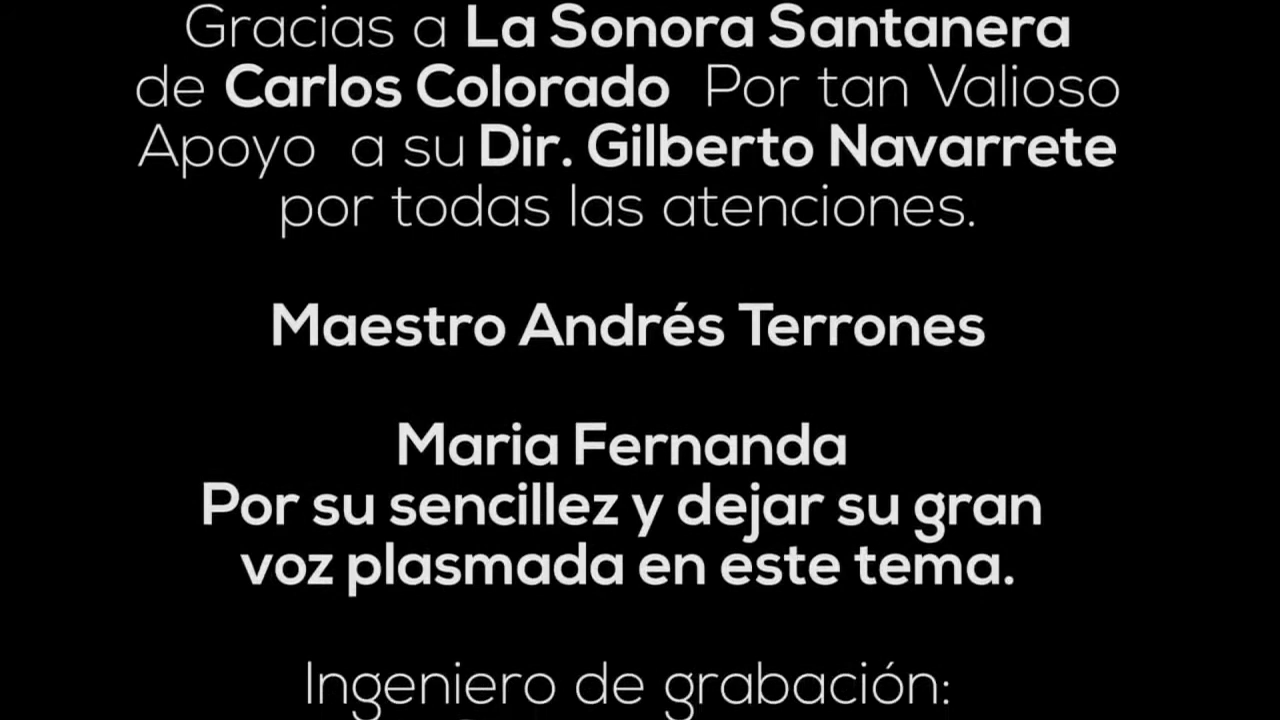 Gracias a La Sonora Santanera
de Carlos Colorado Por tan Valioso
Apoyo a su Dir. Gilberto Navarrete
por todas las atenciones.
Maestro Andrés Terrones
Maria Fernanda
Por su sencillez y dejar su gran
voz plasmada en este tema.
Ingeniero de grabación: